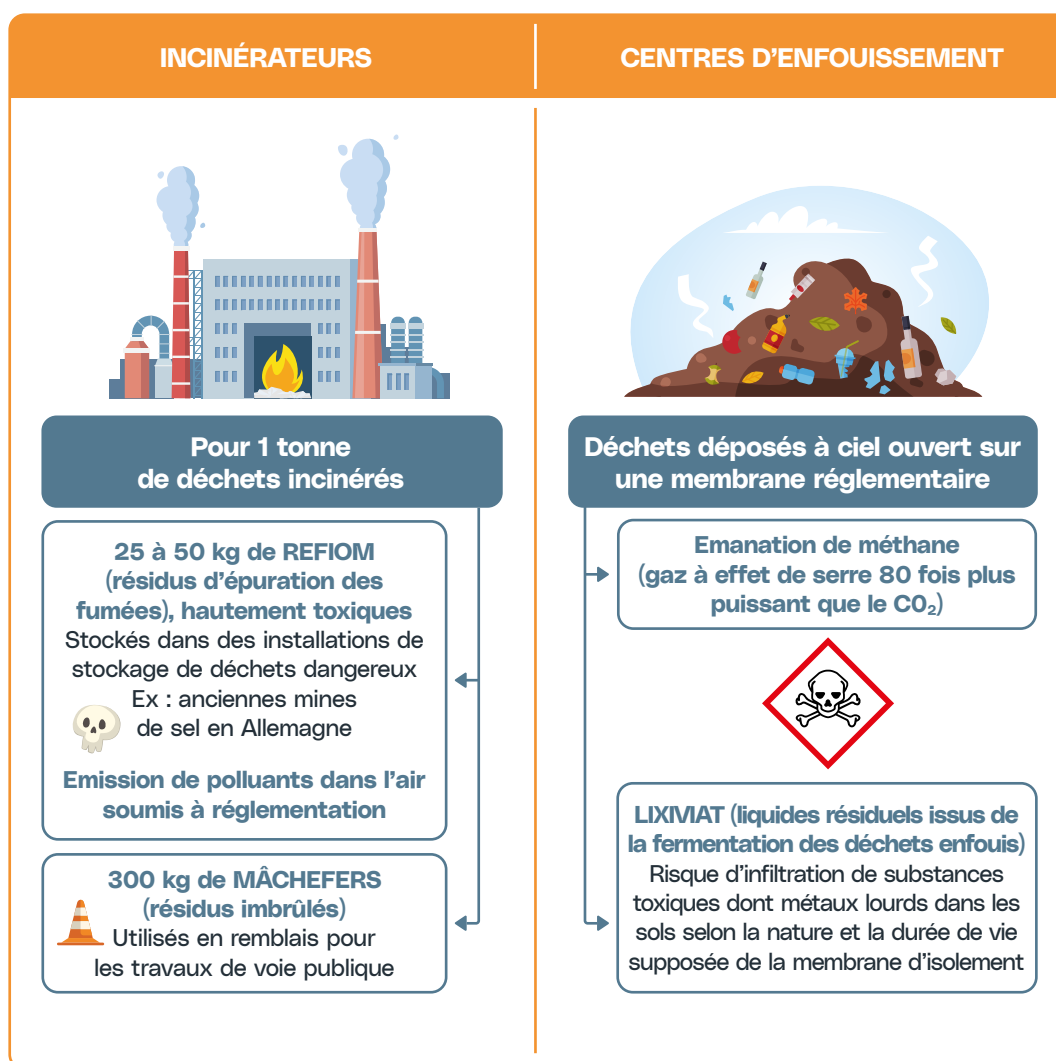 INCINÉRATEURS
CENTRES D'ENFOUISSEMENT
Pour 1 tonne
de déchets incinérés
25 à 50 kg de REFIOM
(résidus d'épuration des
fumées), hautement toxiques
Stockés dans des installations de
stockage de déchets dangereux
Ex : anciennes mines
de sel en Allemagne
Emission de polluants dans l'air
soumis à réglementation
300 kg de MÂCHEFERS
(résidus imbrûlés)
Utilisés en remblais pour
les travaux de voie publique
Déchets déposés à ciel ouvert sur
une membrane réglementaire
Emanation de méthane
(gaz à effet de serre 80 fois plus
puissant que le C0₂)
LIXIVIAT (liquides résiduels issus de
la fermentation des déchets enfouis)
Risque d'infiltration de substances
toxiques dont métaux lourds dans les
sols selon la nature et la durée de vie
supposée de la membrane d'isolement